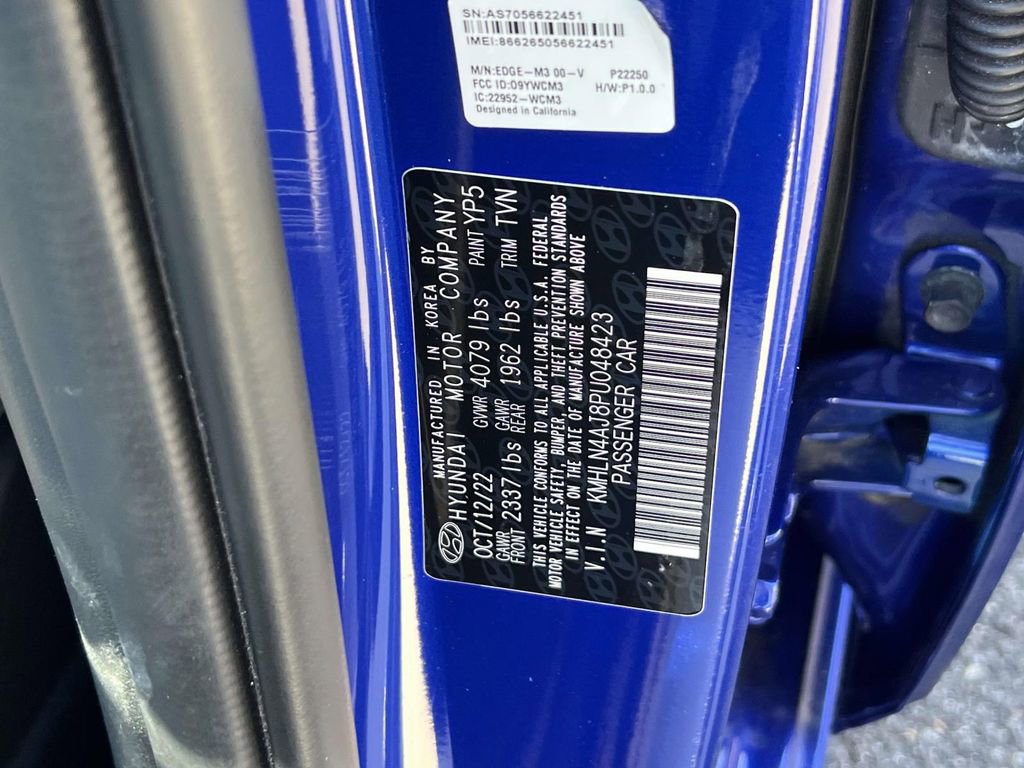 SN:AS7056622451
IMEI:866265056622451
M/N:EDGE-M3 00-V P22250
FCC ID:O9YWCM3 H/W:P1.0.0
IC:22952-WCM3
Designed in California
MANUFACTURED IN KOREA BY
HYUNDAI MOTOR COMPANY
OCT/12/22 GVWR 4079 lbs PAINT YP5
GAWR FRONT 2337 lbs GAWR REAR 1962 lbs TRIM TVN
THIS VEHICLE CONFORMS TO ALL APPLICABLE U.S.A. FEDERAL
MOTOR VEHICLE SAFETY, BUMPER, AND THEFT PREVENTION STANDARDS
IN EFFECT ON THE DATE OF MANUFACTURE SHOWN ABOVE
V.I.N KMHLN4AJ8PU048423
PASSENGER CAR